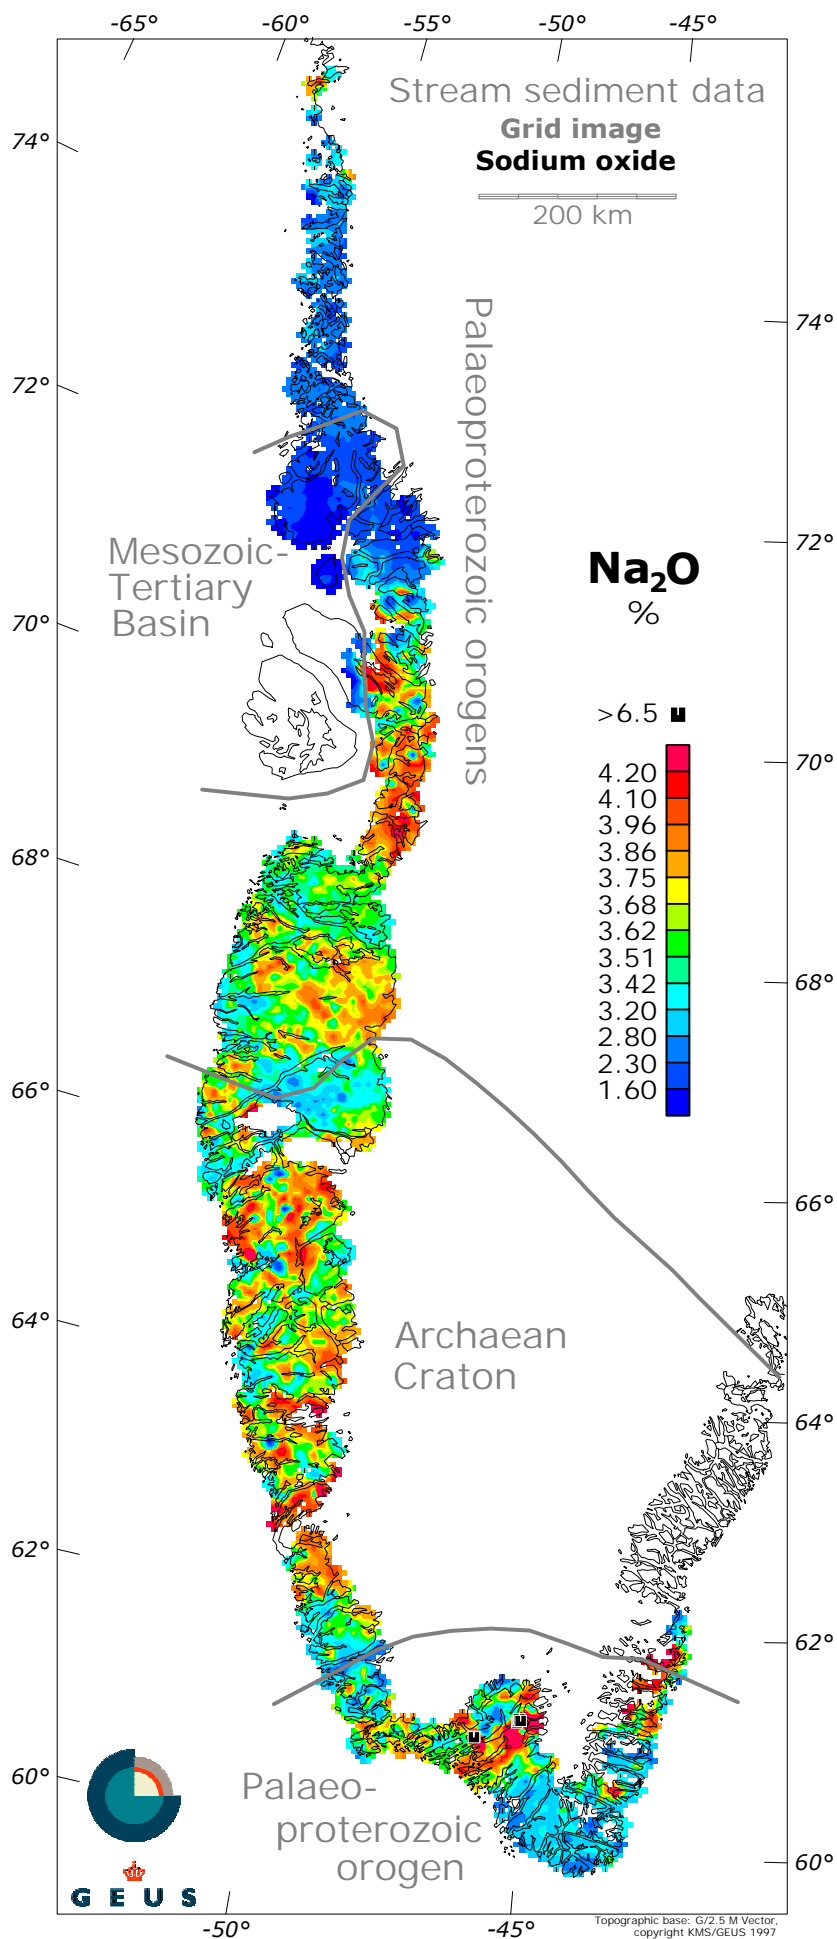 -65° -60° -55° -50° -45°
Stream sediment data
Grid image
Sodium oxide
200 km
74°
74°
72°
Palaeoproterozoic orogens
72°
Mesozoic-
Tertiary
Basin
Na₂O
%
70°
>6.5
70°
4.20
4.10
3.96
3.86
3.75
3.68
3.62
3.51
3.42
3.20
2.80
2.30
1.60
68°
68°
66°
66°
64°
Archaean
Craton
64°
62°
62°
60°
Palaeo-
proterozoic
orogen
60°
GEUS
-50° -45°
Topographic base: G/2.5 M Vector,
copyright KMS/GEUS 1997